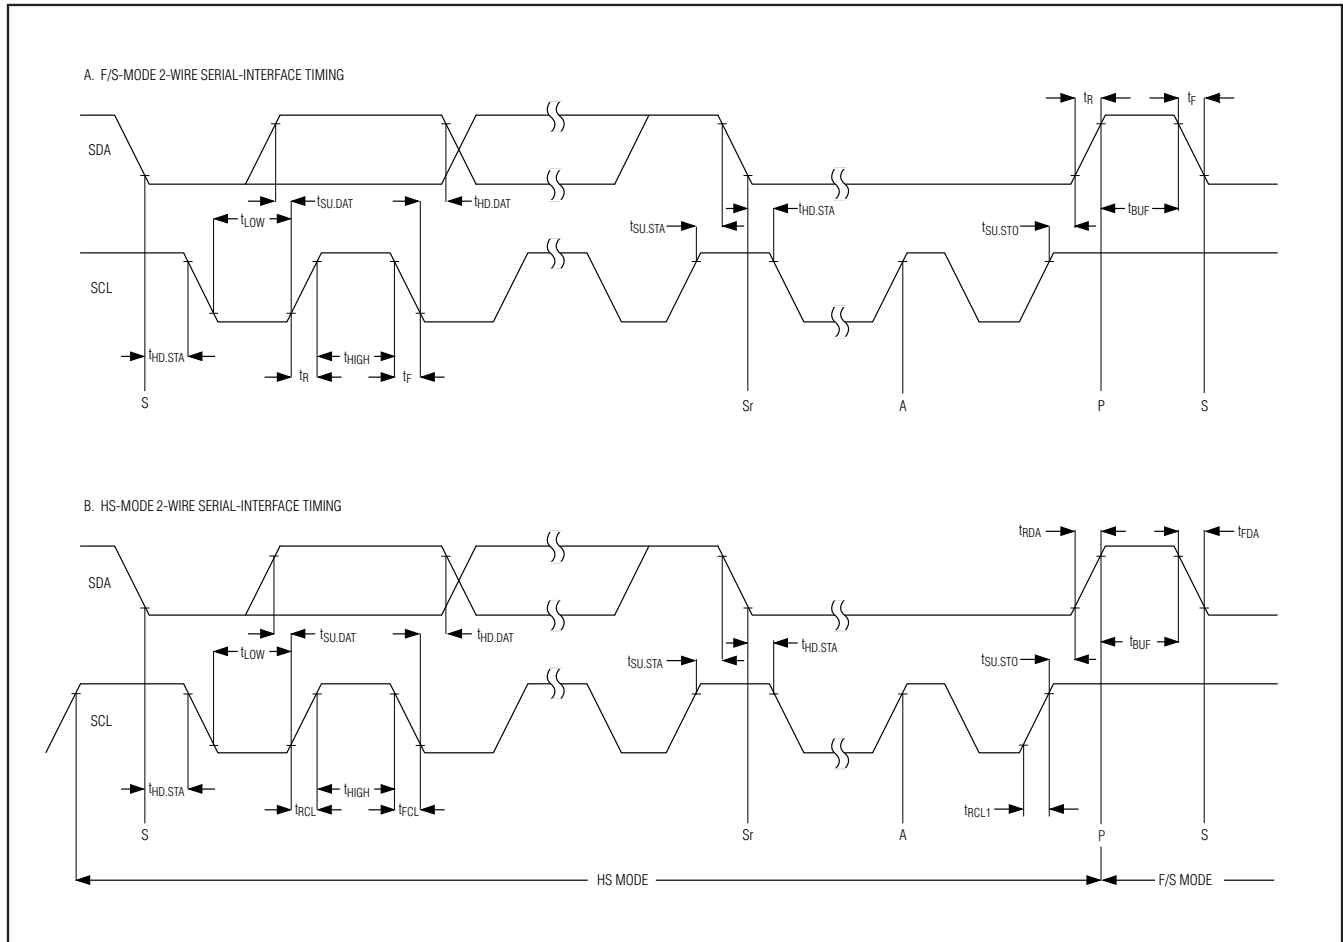 A. F/S-MODE 2-WIRE SERIAL-INTERFACE TIMING
tR
tF
SDA
tSU.DAT
tHD.DAT
tHD.STA
tBUF
tLOW
tSU.STA
tSU.STO
SCL
tHD.STA
tHIGH
tR
tF
S
Sr
A
P
S
B. HS-MODE 2-WIRE SERIAL-INTERFACE TIMING
tRDA
tFDA
SDA
tSU.DAT
tHD.DAT
tHD.STA
tBUF
tLOW
tSU.STA
tSU.STO
SCL
tHD.STA
tHIGH
tRCL
tFCL
tRCL1
S
Sr
A
P
S
HS MODE
F/S MODE